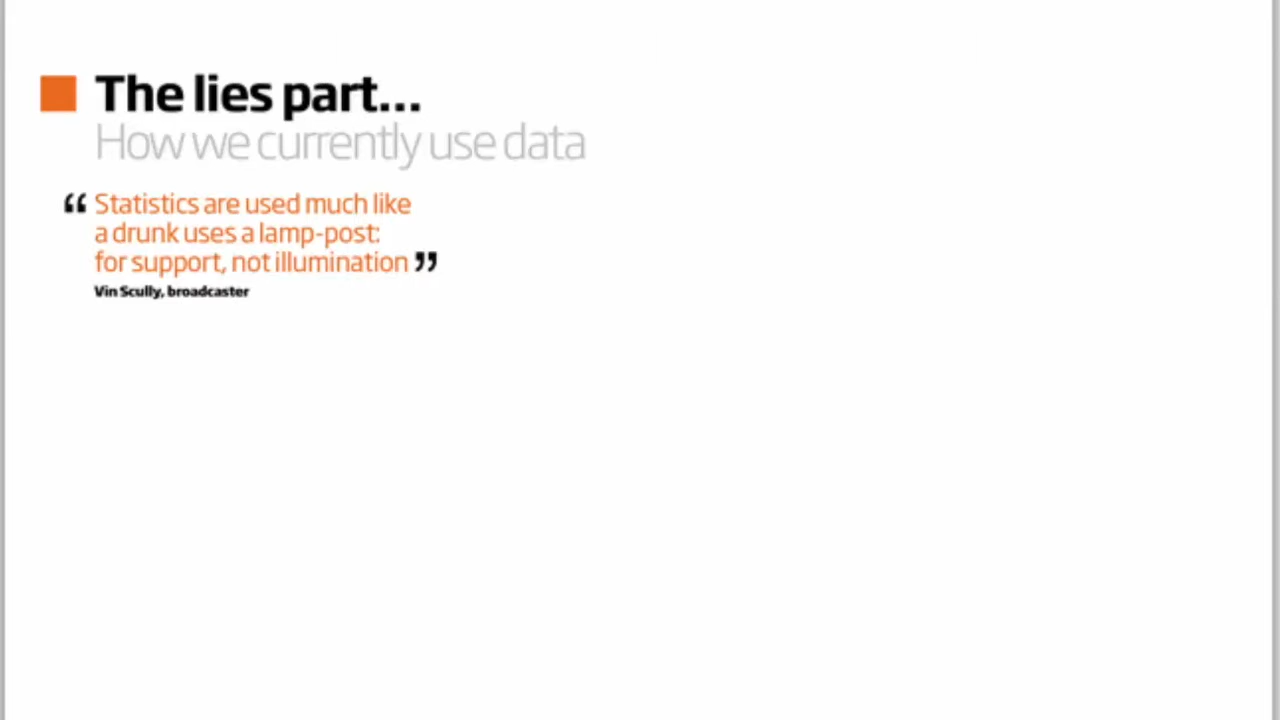 The lies part...
How we currently use data
“ Statistics are used much like
a drunk uses a lamp-post:
for support, not illumination ”
Vin Scully, broadcaster